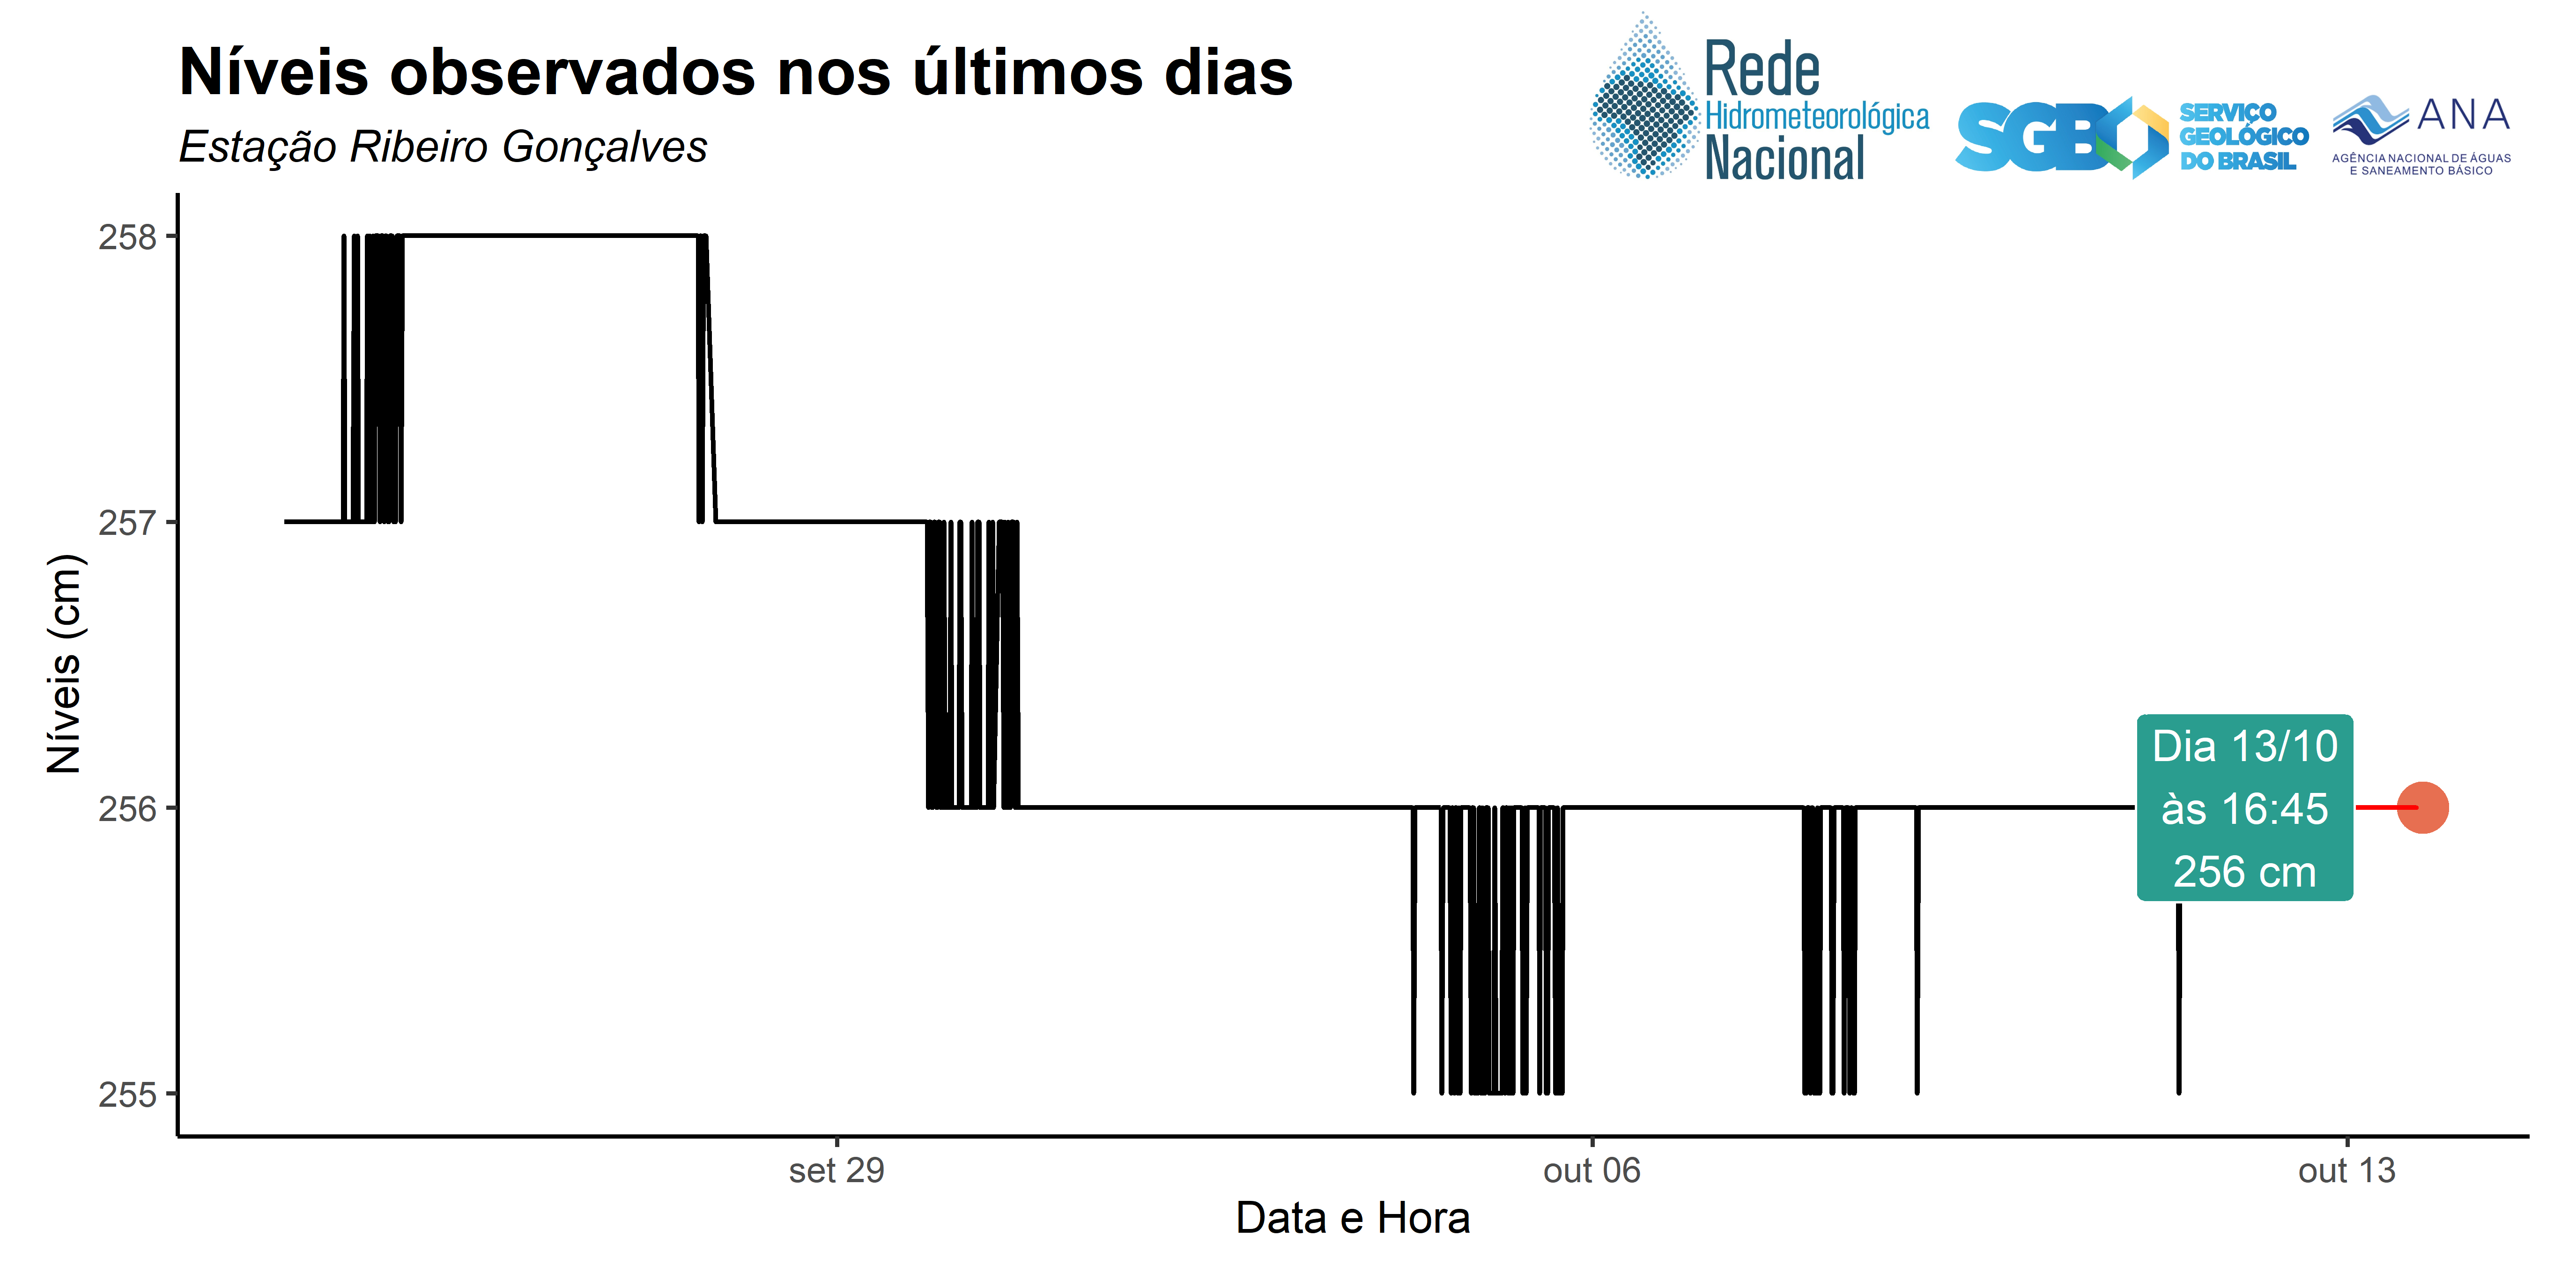 Níveis observados nos últimos dias
Estação Ribeiro Gonçalves
Rede
Hidrometeorológica
Nacional
SGB
SERVIÇO
GEOLÓGICO
DO BRASIL
ANA
AGÊNCIA NACIONAL DE ÁGUAS
E SANEAMENTO BÁSICO
Níveis (cm)
258
257
256
255
Dia 13/10
às 16:45
256 cm
set 29
out 06
out 13
Data e Hora